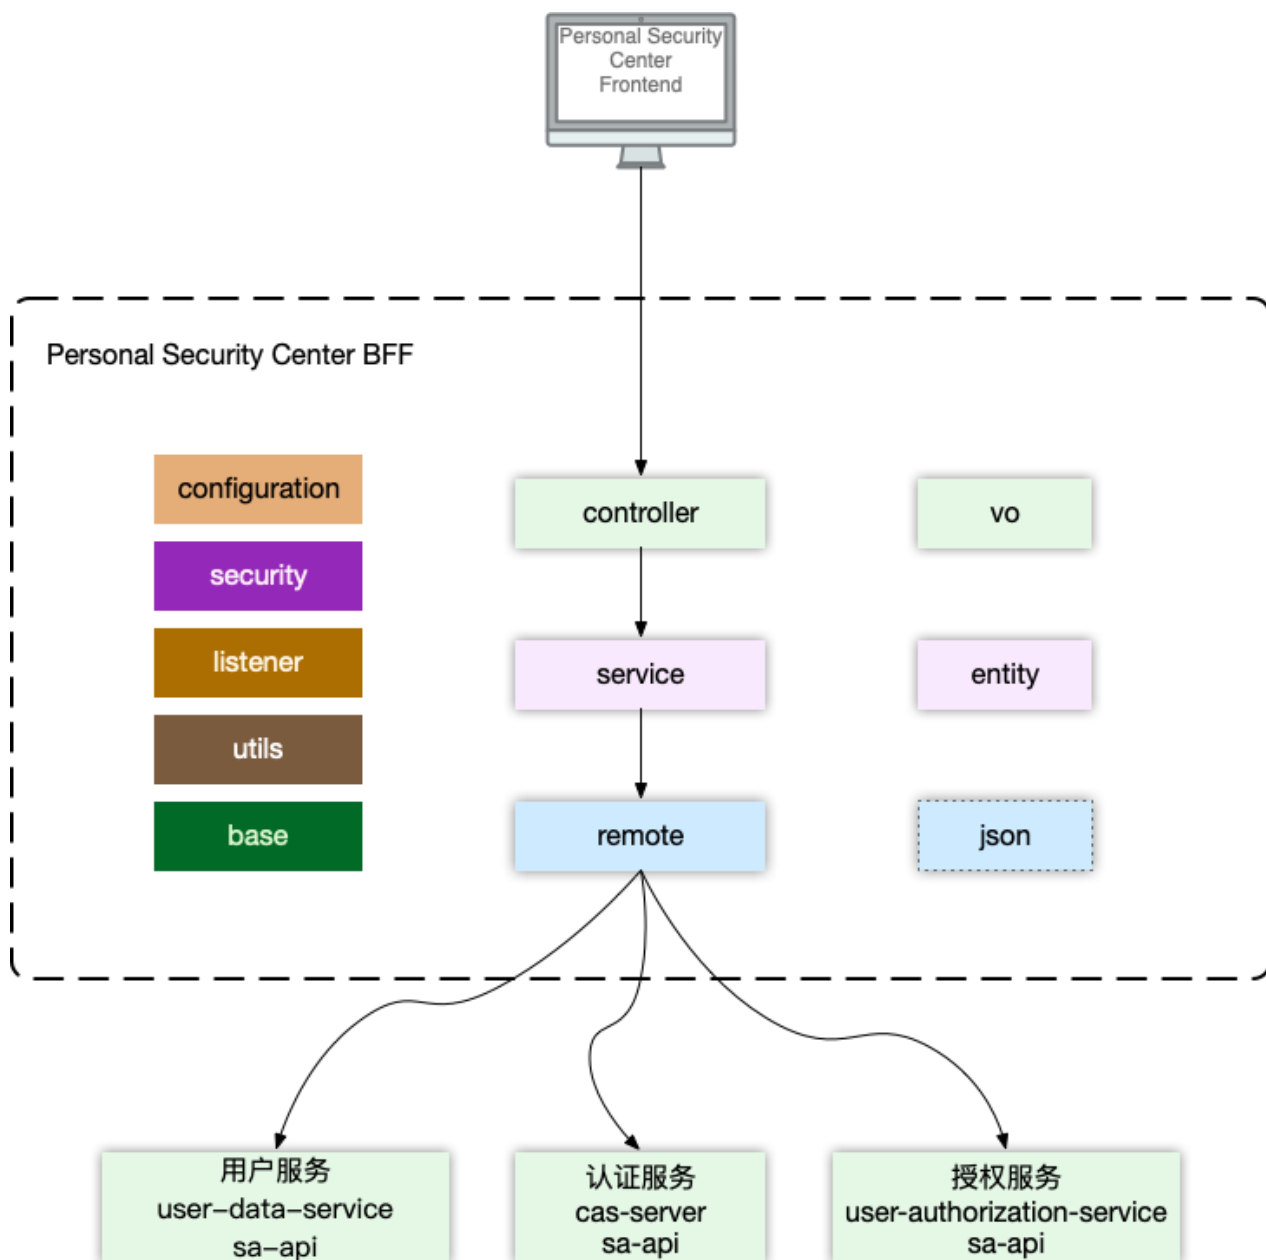 Personal Security
Center
Frontend
Personal Security Center BFF
configuration
controller
vo
security
listener
service
entity
utils
base
remote
json
用户服务
user–data–service
sa–api
认证服务
cas-server
sa-api
授权服务
user-authorization-service
sa-api